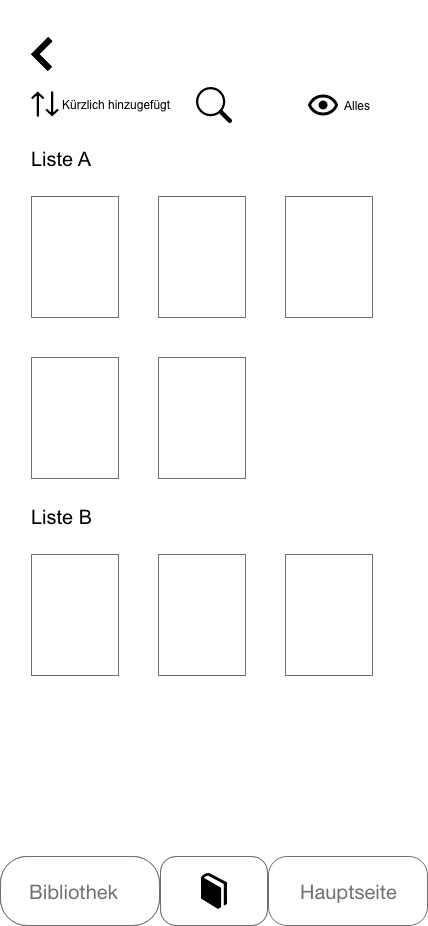 Kürzlich hinzugefügt
Alles
Liste A
Liste B
Bibliothek
Hauptseite